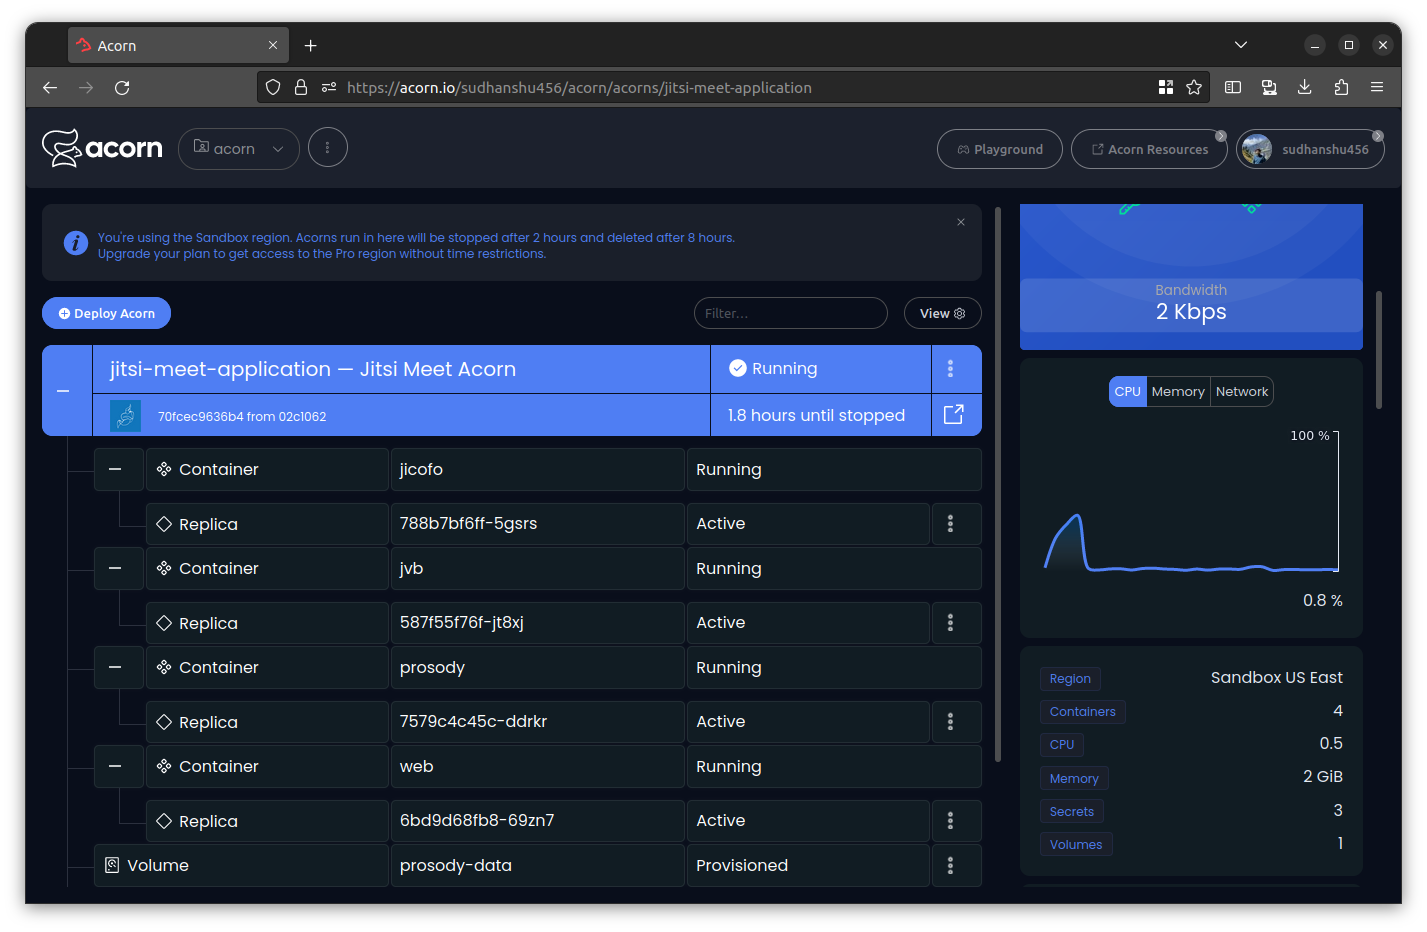 Acorn
https://acorn.io/sudhanshu456/acorn/acorns/jitsi-meet-application
acorn
acorn
Playground
Acorn Resources
sudhanshu456
You're using the Sandbox region. Acorns run in here will be stopped after 2 hours and deleted after 8 hours.
Upgrade your plan to get access to the Pro region without time restrictions.
Deploy Acorn
Filter...
View
jitsi-meet-application — Jitsi Meet Acorn
Running
70fcec9636b4 from 02c1062
1.8 hours until stopped
Container jicofo Running
Replica 788b7bf6ff-5gsrs Active
Container jvb Running
Replica 587f55f76f-jt8xj Active
Container prosody Running
Replica 7579c4c45c-ddrkr Active
Container web Running
Replica 6bd9d68fb8-69zn7 Active
Volume prosody-data Provisioned
Bandwidth
2 Kbps
CPU Memory Network
100 %
0.8 %
Region Sandbox US East
Containers 4
CPU 0.5
Memory 2 GiB
Secrets 3
Volumes 1